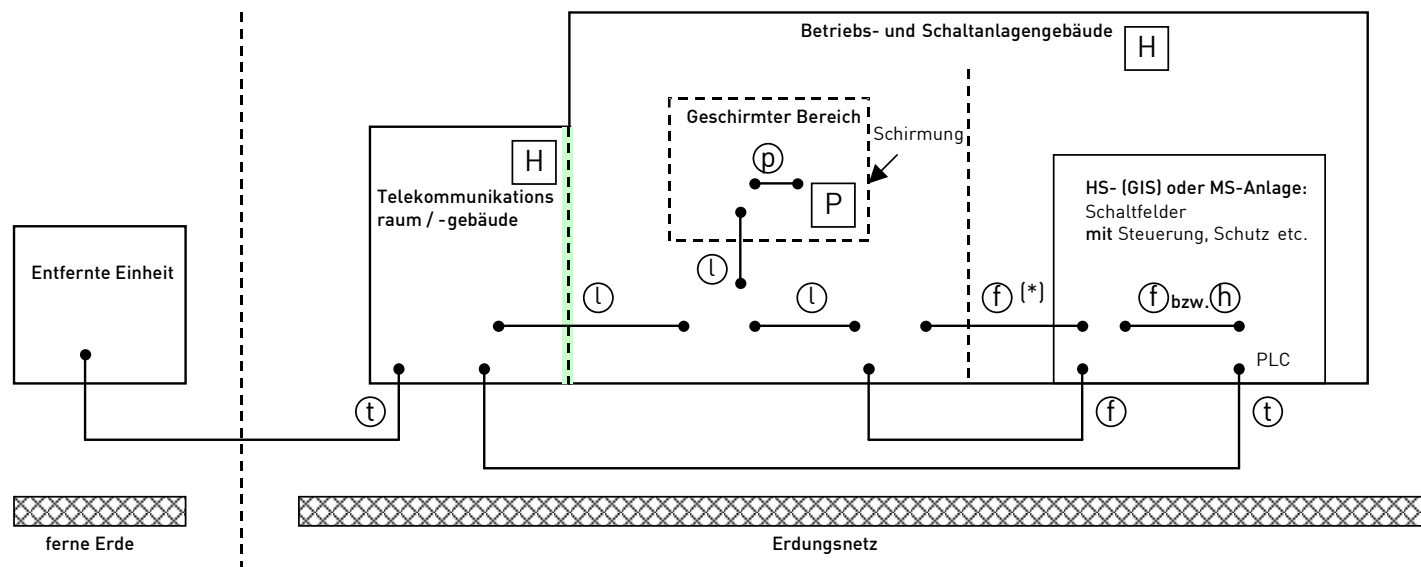 Betriebs- und Schaltanlagengebäude
H
Geschirmter Bereich
Schirmung
p
P
l
H
Telekommunikations
raum / -gebäude
Entfernte Einheit
HS- (GIS) oder MS-Anlage:
Schaltfelder
mit Steuerung, Schutz etc.
l
l
f (*)
f bzw. h
PLC
t
f
t
ferne Erde
Erdungsnetz